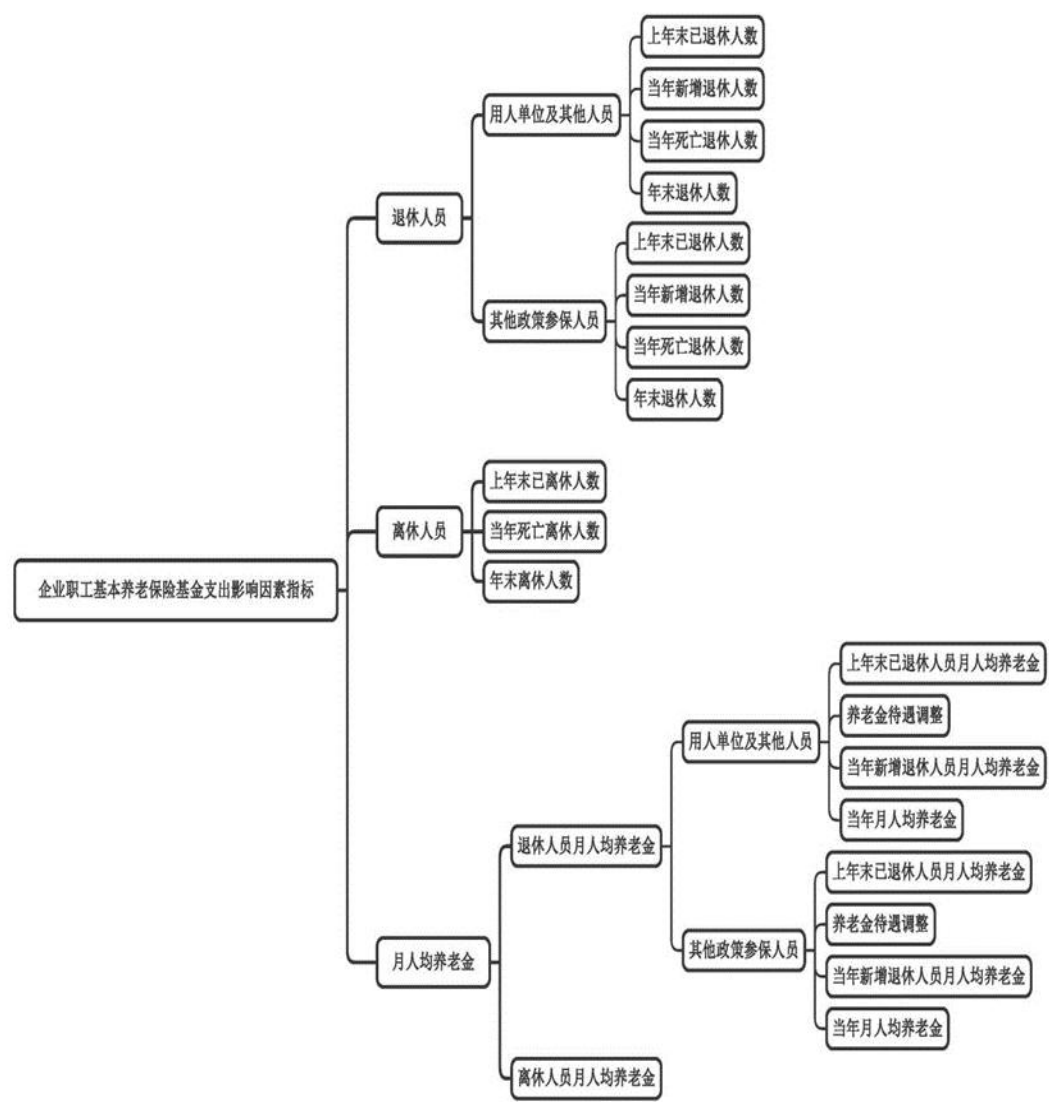 企业职工基本养老保险基金支出影响因素指标
退休人员
用人单位及其他人员
上年末已退休人数
当年新增退休人数
当年死亡退休人数
年末退休人数
其他政策参保人员
上年末已退休人数
当年新增退休人数
当年死亡退休人数
年末退休人数
离休人员
上年末已离休人数
当年死亡离休人数
年末离休人数
月人均养老金
退休人员月人均养老金
用人单位及其他人员
上年末已退休人员月人均养老金
养老金待遇调整
当年新增退休人员月人均养老金
当年月人均养老金
其他政策参保人员
上年末已退休人员月人均养老金
养老金待遇调整
当年新增退休人员月人均养老金
当年月人均养老金
离休人员月人均养老金